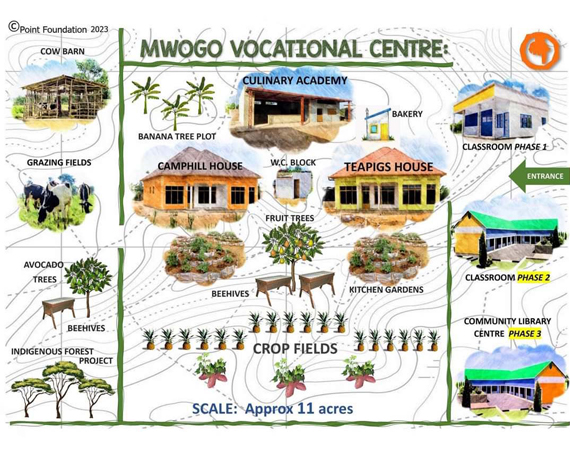 ©Point Foundation 2023
MWOGO VOCATIONAL CENTRE:
COW BARN
CULINARY ACADEMY
BAKERY
BANANA TREE PLOT
CLASSROOM PHASE 1
GRAZING FIELDS
CAMPHILL HOUSE
W.C. BLOCK
TEAPIGS HOUSE
ENTRANCE
FRUIT TREES
AVOCADO
TREES
BEEHIVES
KITCHEN GARDENS
CLASSROOM PHASE 2
BEEHIVES
COMMUNITY LIBRARY
CENTRE PHASE 3
INDIGENOUS FOREST
PROJECT
CROP FIELDS
SCALE: Approx 11 acres